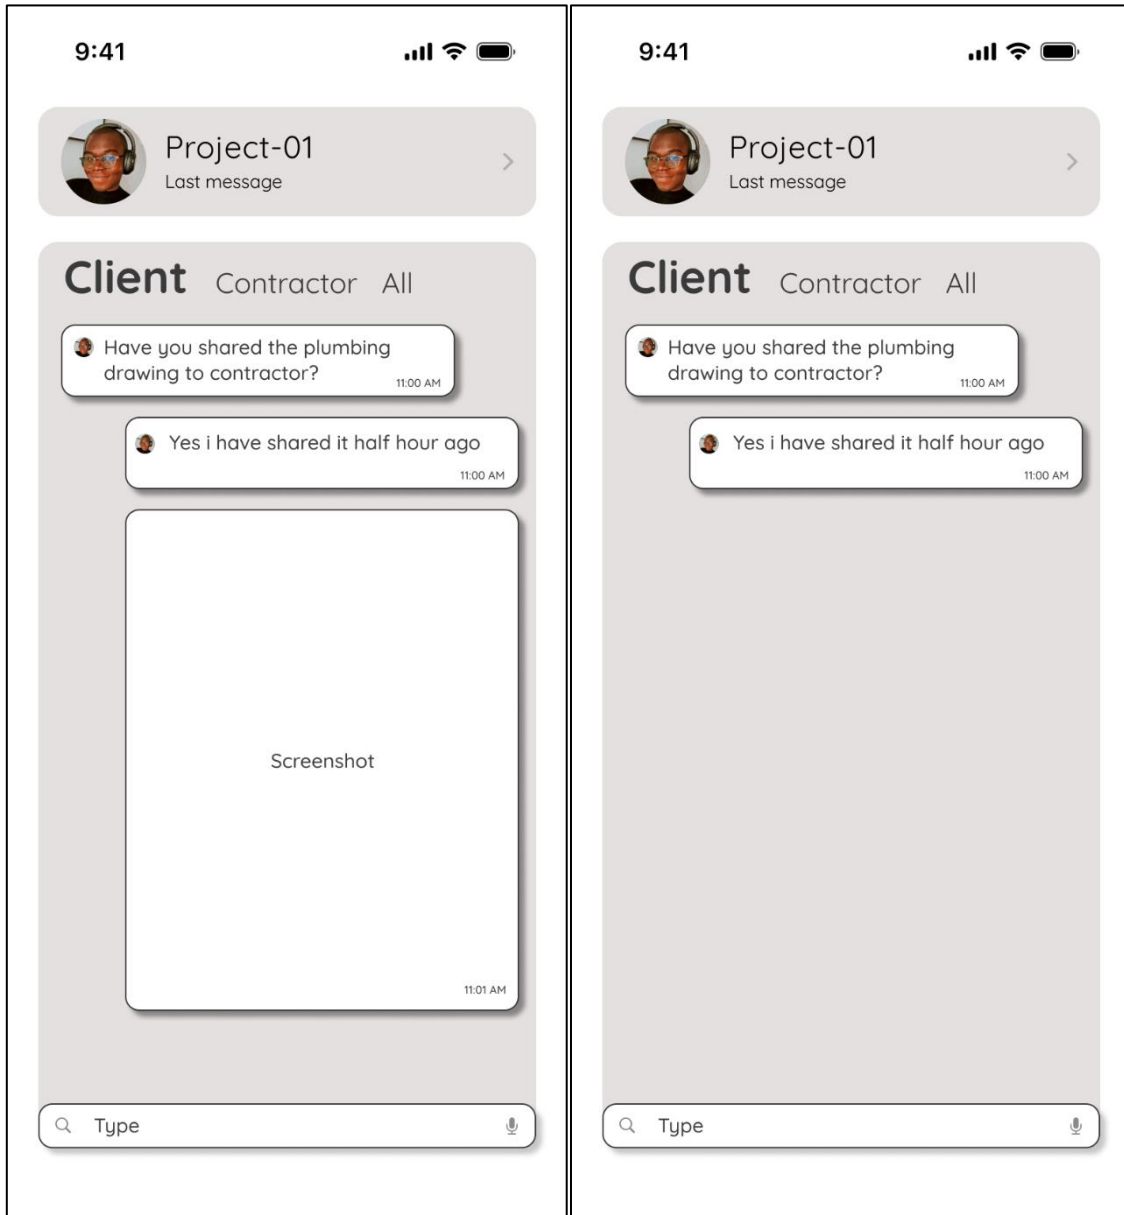 9:41
Project-01
Last message
Client Contractor All
Have you shared the plumbing
drawing to contractor?
11:00 AM
Yes i have shared it half hour ago
11:00 AM
Screenshot
11:01 AM
Type
9:41
Project-01
Last message
Client Contractor All
Have you shared the plumbing
drawing to contractor?
11:00 AM
Yes i have shared it half hour ago
11:00 AM
Type